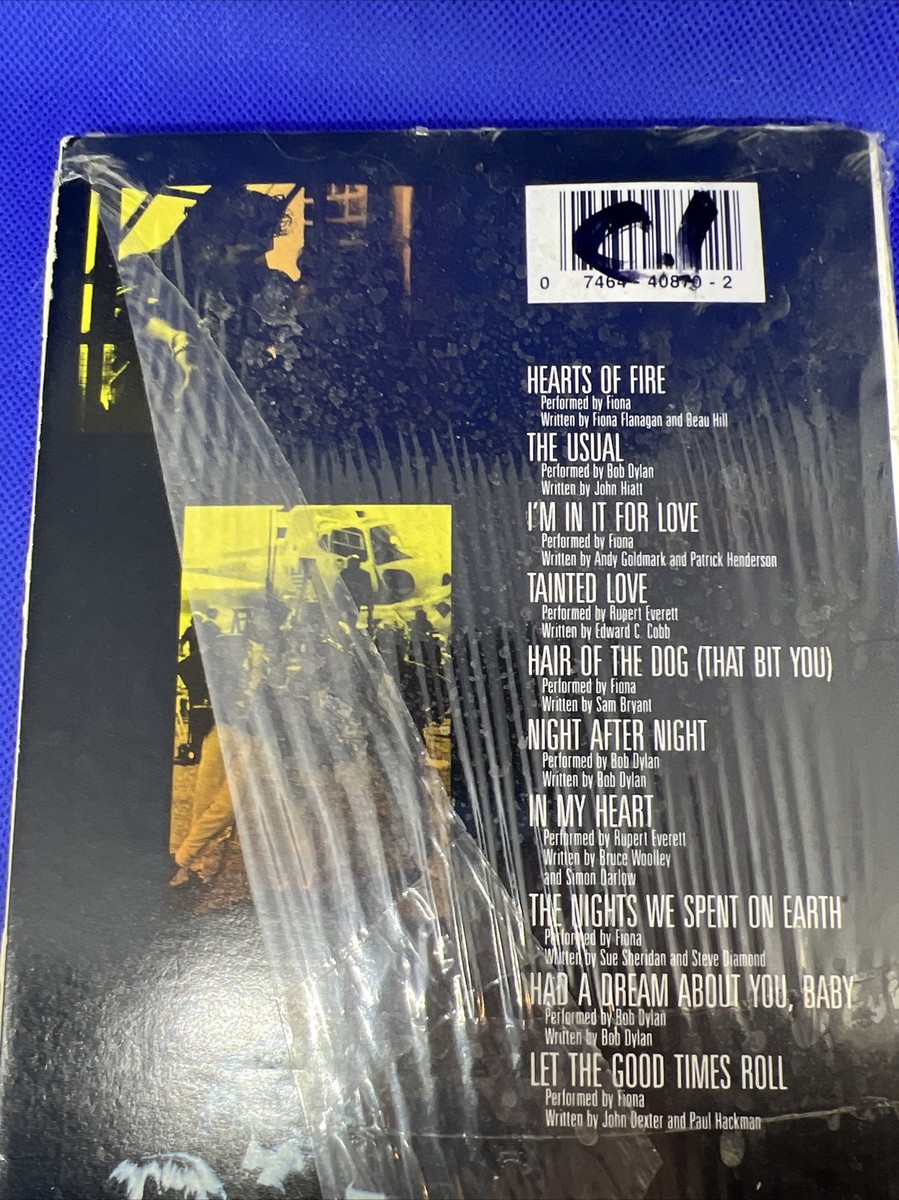 C.1
0 7464-40870-2
HEARTS OF FIRE
Performed by Fiona
Written by Fiona Flanagan and Beau Hill
THE USUAL
Performed by Bob Dylan
Written by John Hiatt
I'M IN IT FOR LOVE
Performed by Fiona
Written by Andy Goldmark and Patrick Henderson
TAINTED LOVE
Performed by Rupert Everett
Written by Edward C. Cobb
HAIR OF THE DOG (THAT BIT YOU)
Performed by Fiona
Written by Sam Bryant
NIGHT AFTER NIGHT
Performed by Bob Dylan
Written by Bob Dylan
IN MY HEART
Performed by Rupert Everett
Written by Bruce Woolley
and Simon Darlow
THE NIGHTS WE SPENT ON EARTH
Performed by Fiona
Written by Sue Sheridan and Steve Diamond
HAD A DREAM ABOUT YOU, BABY
Performed by Bob Dylan
Written by Bob Dylan
LET THE GOOD TIMES ROLL
Performed by Fiona
Written by John Dexter and Paul Hackman